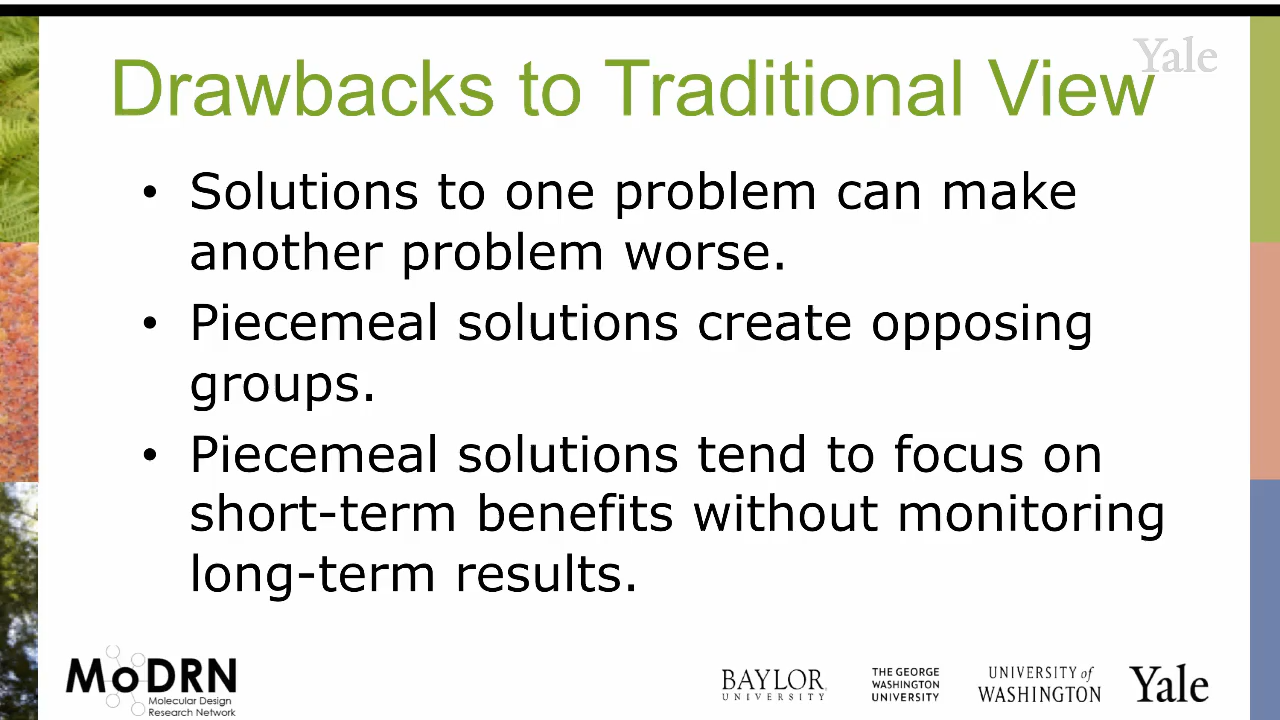 Yale
Drawbacks to Traditional View
• Solutions to one problem can make
another problem worse.
• Piecemeal solutions create opposing
groups.
• Piecemeal solutions tend to focus on
short-term benefits without monitoring
long-term results.
MoDRN
Molecular Design
Research Network
BAYLOR
UNIVERSITY
THE GEORGE
WASHINGTON
UNIVERSITY
UNIVERSITY of
WASHINGTON
Yale